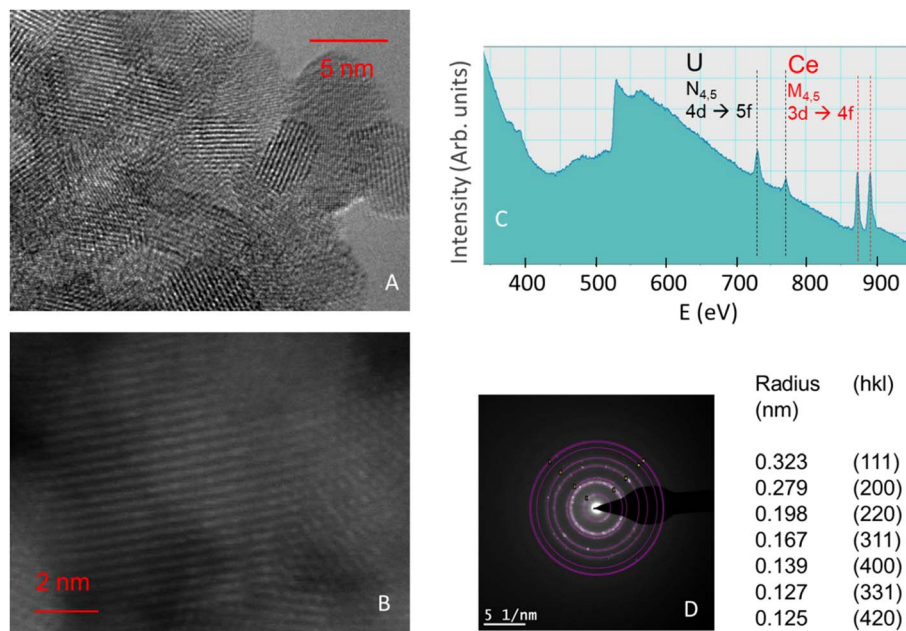 5 nm
A
2 nm
B
Intensity (Arb. units)
U
N4,5
4d → 5f
Ce
M4,5
3d → 4f
C
400 500 600 700 800 900
E (eV)
5 1/nm
D
Radius (hkl)
(nm)
0.323 (111)
0.279 (200)
0.198 (220)
0.167 (311)
0.139 (400)
0.127 (331)
0.125 (420)